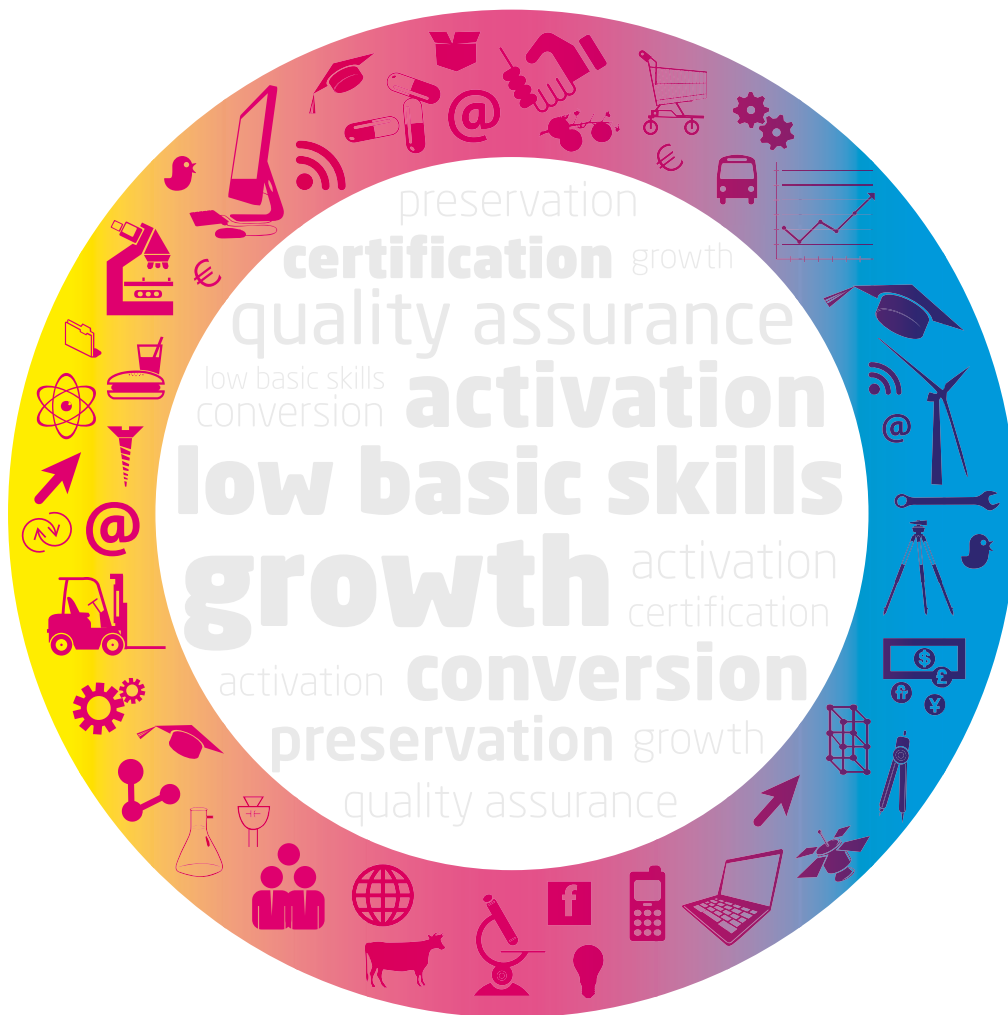 preservation
certification growth
quality assurance
low basic skills activation
conversion
low basic skills
growth activation
certification
activation conversion
preservation growth
quality assurance